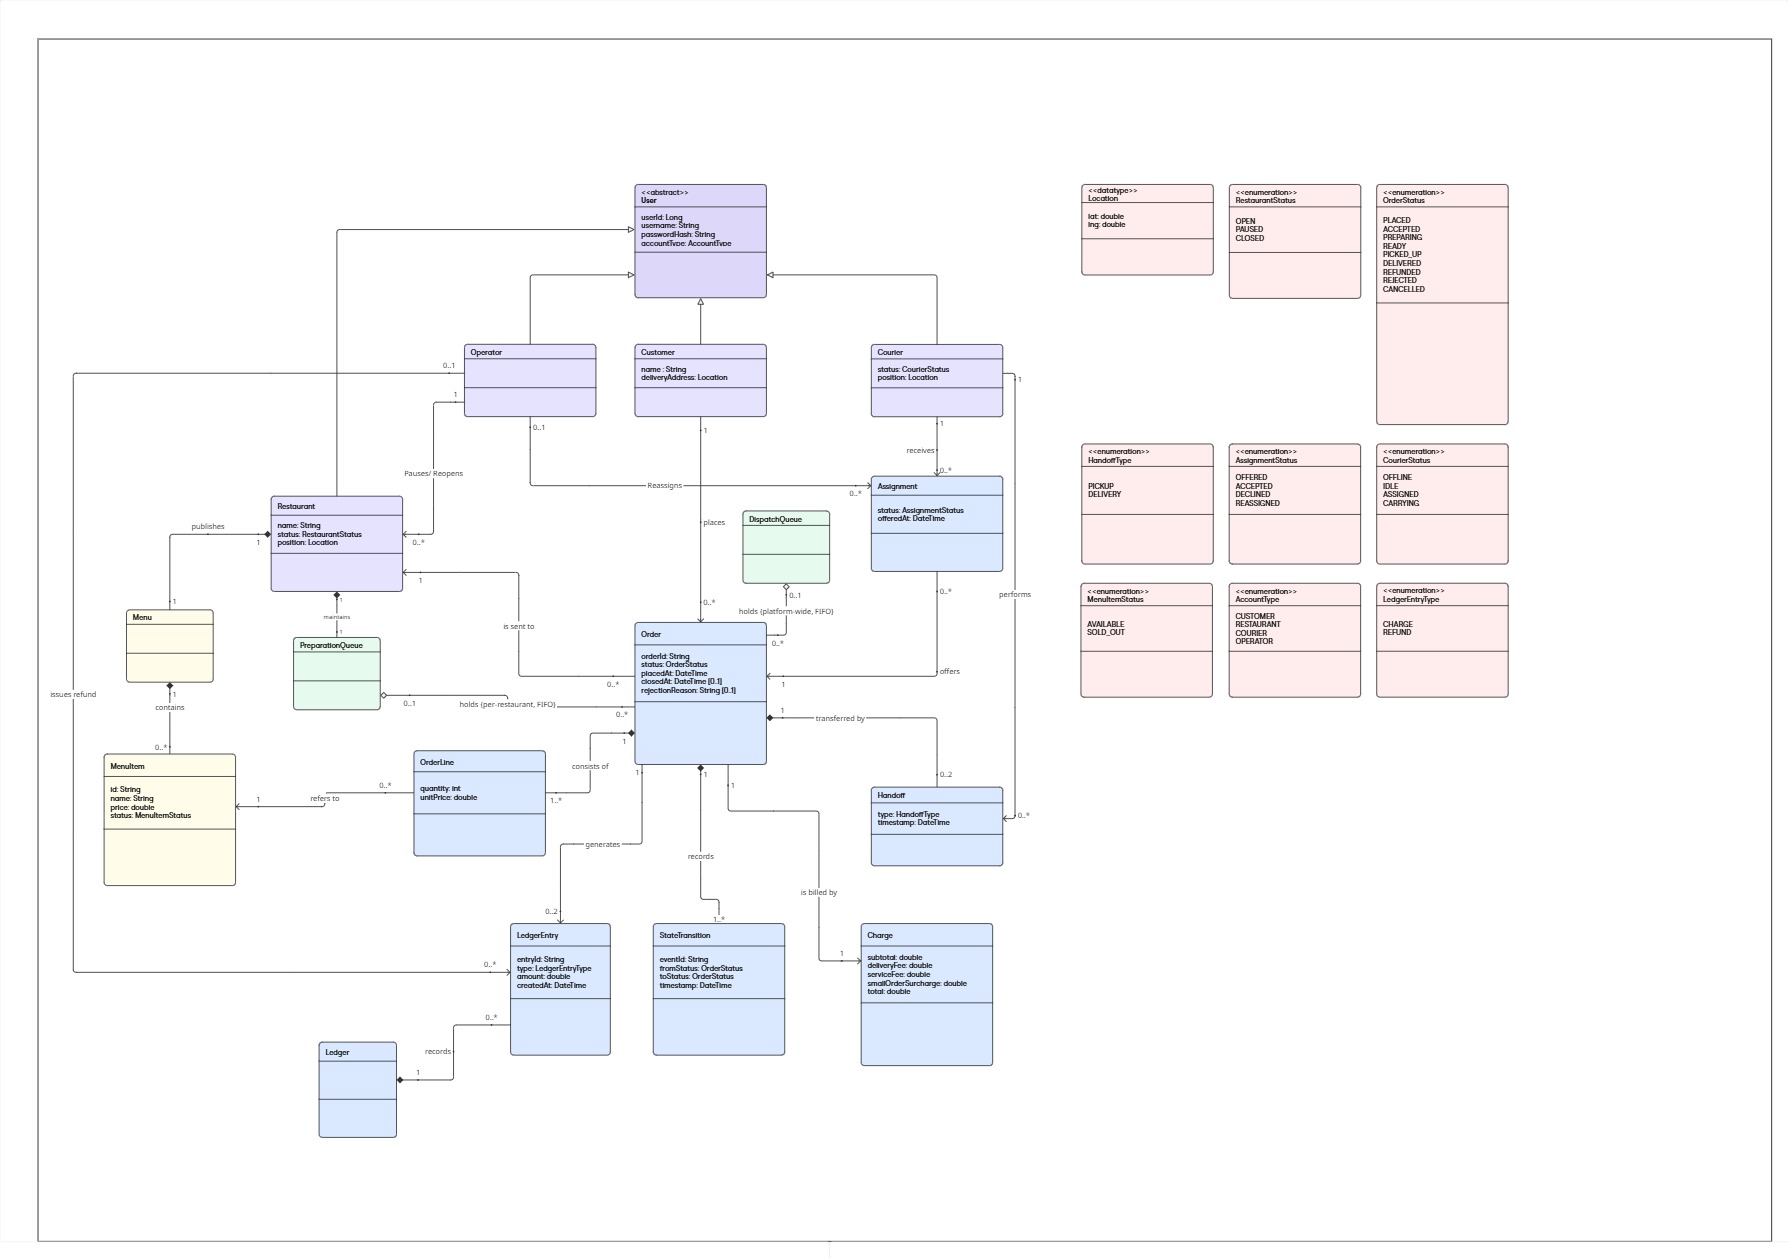 <<abstract>>
User
userId: Long
username: String
passwordHash: String
accountType: AccountType
<<datatype>>
Location
lat: double
lng: double
<<enumeration>>
RestaurantStatus
OPEN
PAUSED
CLOSED
<<enumeration>>
OrderStatus
PLACED
ACCEPTED
PREPARING
READY
PICKED_UP
DELIVERED
REFUNDED
REJECTED
CANCELLED
Operator
Customer
name : String
deliveryAddress: Location
Courier
status: CourierStatus
position: Location
0..1
1
0..1
1
1
1
Pauses/ Reopens
receives
0..*
Reassigns
0..*
<<enumeration>>
HandoffType
PICKUP
DELIVERY
<<enumeration>>
AssignmentStatus
OFFERED
ACCEPTED
DECLINED
REASSIGNED
<<enumeration>>
CourierStatus
OFFLINE
IDLE
ASSIGNED
CARRYING
Restaurant
name: String
status: RestaurantStatus
position: Location
publishes
1
0..*
1
Assignment
status: AssignmentStatus
offeredAt: DateTime
places
DispatchQueue
0..1
holds {platform-wide, FIFO}
0..*
0..*
0..*
performs
<<enumeration>>
MenuItemStatus
AVAILABLE
SOLD_OUT
<<enumeration>>
AccountType
CUSTOMER
RESTAURANT
COURIER
OPERATOR
<<enumeration>>
LedgerEntryType
CHARGE
REFUND
1
Menu
1
maintains
1
PreparationQueue
is sent to
0..*
Order
orderId: String
status: OrderStatus
placedAt: DateTime
closedAt: DateTime [0.1]
rejectionReason: String [0.1]
offers
1
issues refund
1
contains
0..*
0..1
holds {per-restaurant, FIFO}
0..*
1
transferred by
0..2
1
consists of
1..*
MenuItem
id: String
name: String
price: double
status: MenuItemStatus
1
refers to
0..*
OrderLine
quantity: int
unitPrice: double
1
1
1
Handoff
type: HandoffType
timestamp: DateTime
0..*
generates
0..2
records
1..*
is billed by
1
LedgerEntry
entryId: String
type: LedgerEntryType
amount: double
createdAt: DateTime
0..*
0..*
StateTransition
eventId: String
fromStatus: OrderStatus
toStatus: OrderStatus
timestamp: DateTime
Charge
subtotal: double
deliveryFee: double
serviceFee: double
smallOrderSurcharge: double
total: double
Ledger
records
1